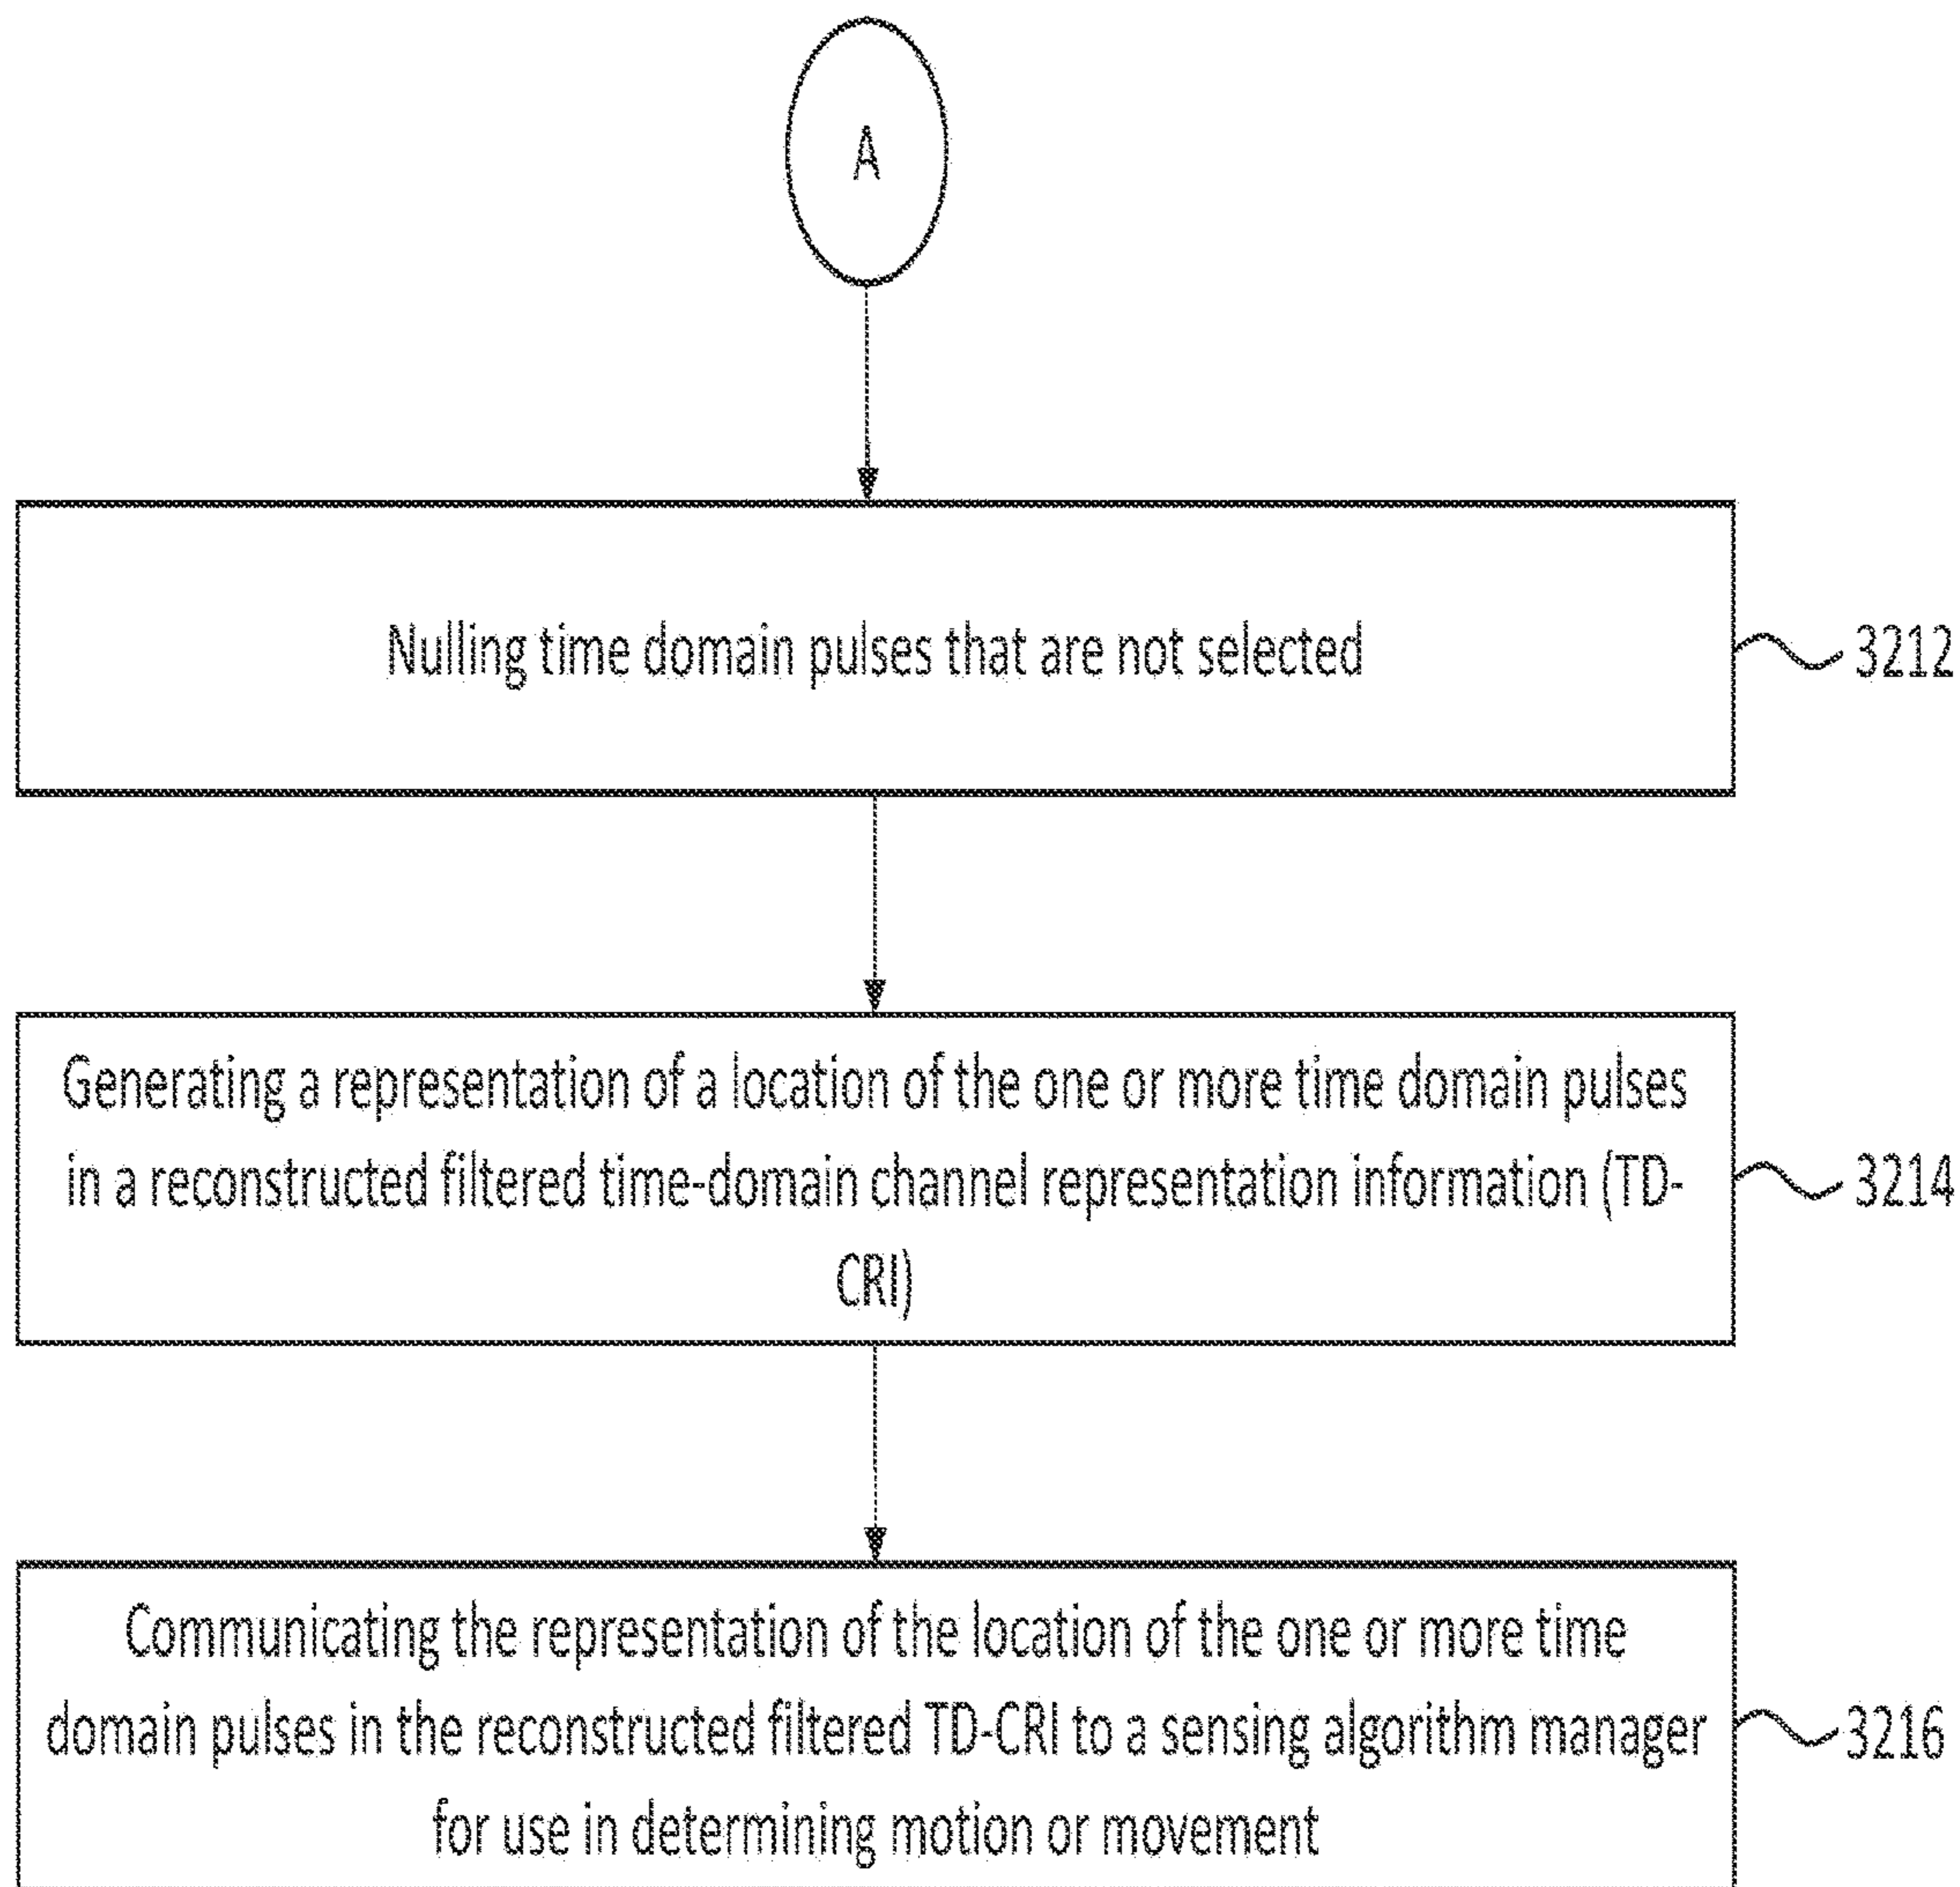 A
Nulling time domain pulses that are not selected
3212
Generating a representation of a location of the one or more time domain pulses
in a reconstructed filtered time-domain channel representation information (TD-
CRI)
3214
Communicating the representation of the location of the one or more time
domain pulses in the reconstructed filtered TD-CRI to a sensing algorithm manager
for use in determining motion or movement
3216